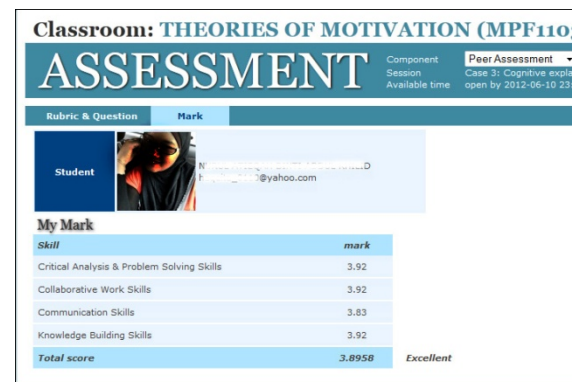 Classroom: THEORIES OF MOTIVATION (MPF110
ASSESSMENT
Component Peer Assessment
Session Case 3: Cognitive expla
Available time open by 2012-06-10 23:
Rubric & Question Mark
Student
@yahoo.com
My Mark
Skill mark
Critical Analysis & Problem Solving Skills 3.92
Collaborative Work Skills 3.92
Communication Skills 3.83
Knowledge Building Skills 3.92
Total score 3.8958 Excellent